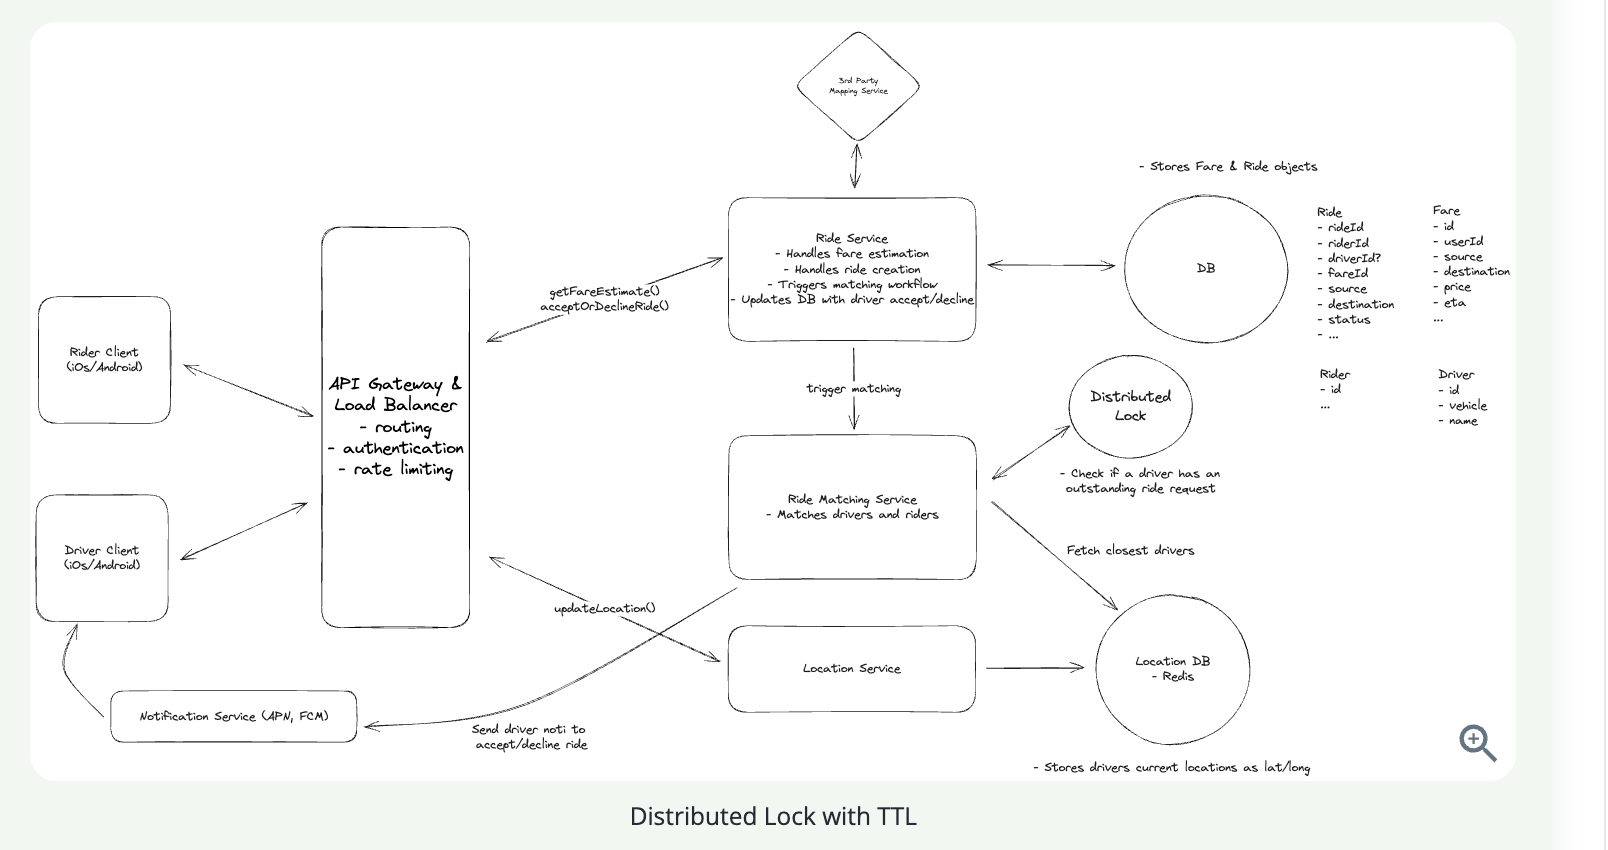 3rd Party
Mapping Service
- Stores Fare & Ride objects
Ride Service
- Handles fare estimation
- Handles ride creation
- Triggers matching workflow
- Updates DB with driver accept/decline
DB
Ride
- rideId
- riderId
- driverId?
- fareId
- source
- destination
- status
- ...
Fare
- id
- userId
- source
- destination
- price
- eta
...
Rider
- id
...
Driver
- id
- vehicle
- name
getFareEstimate()
acceptOrDeclineRide()
Rider Client
(iOs/Android)
API Gateway &
Load Balancer
- routing
- authentication
- rate limiting
trigger matching
Distributed
Lock
- Check if a driver has an
outstanding ride request
Ride Matching Service
- Matches drivers and riders
Fetch closest drivers
Driver Client
(iOs/Android)
updateLocation()
Location Service
Location DB
- Redis
Notification Service (APN, FCM)
Send driver noti to
accept/decline ride
- Stores drivers current locations as lat/long
Distributed Lock with TTL